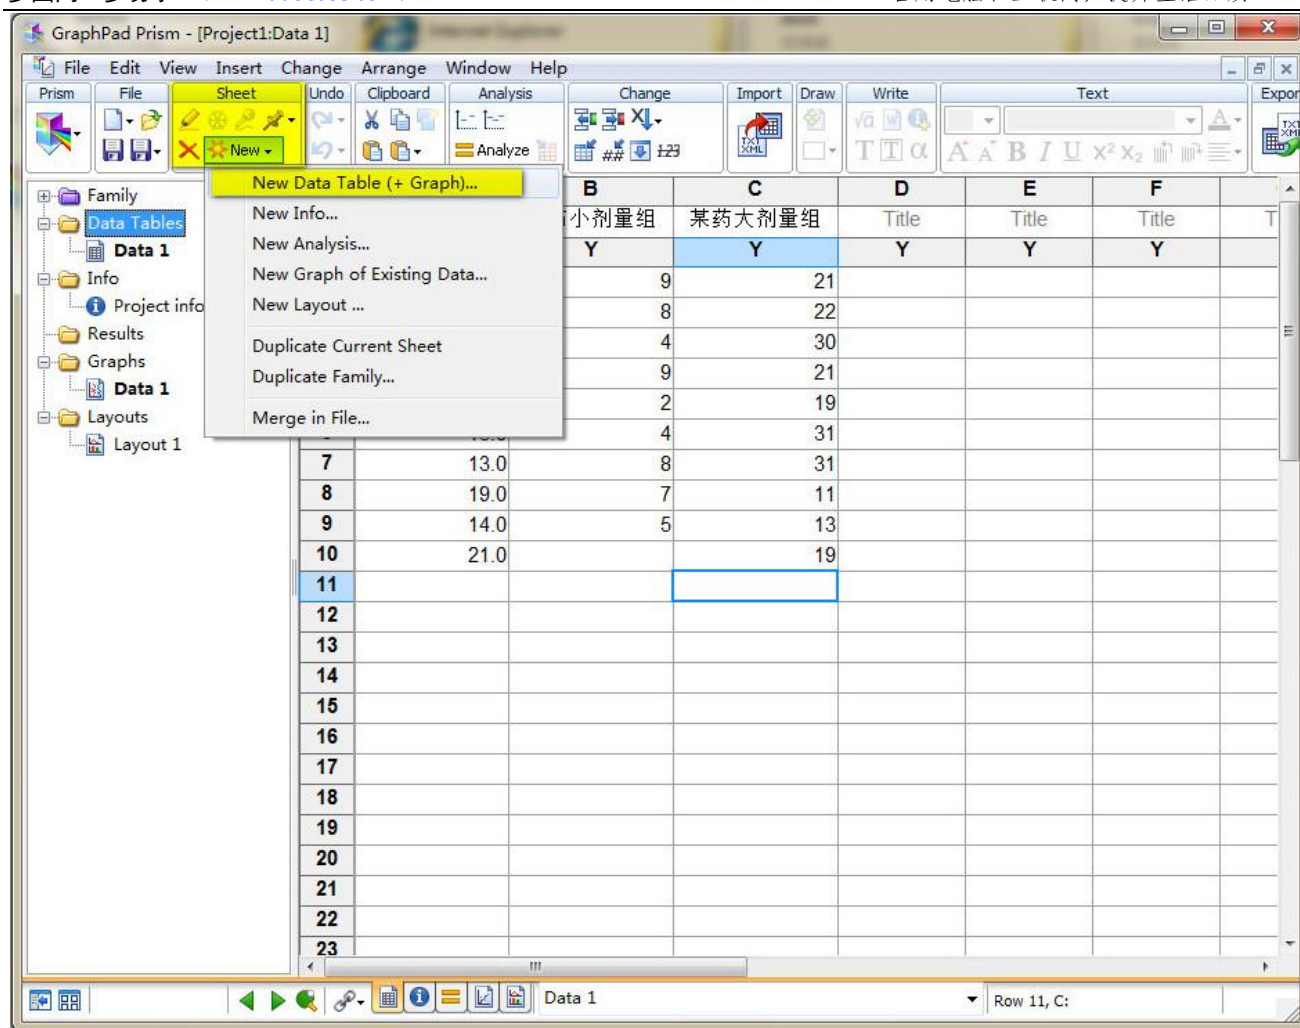 GraphPad Prism - [Project1:Data 1]
File Edit View Insert Change Arrange Window Help
Prism File Sheet Undo Clipboard Analysis Change Import Draw Write Text Export
New Analyze
New Data Table (+ Graph)...
New Info...
New Analysis...
New Graph of Existing Data...
New Layout ...
Duplicate Current Sheet
Duplicate Family...
Merge in File...
Family
Data Tables
Data 1
Info
Project info
Results
Graphs
Data 1
Layouts
Layout 1
B C D E F
小剂量组 某药大剂量组 Title Title Title
Y Y Y Y Y
9 21
8 22
4 30
9 21
2 19
4 31
7 13.0 8 31
8 19.0 7 11
9 14.0 5 13
10 21.0 19
11
12
13
14
15
16
17
18
19
20
21
22
23
Data 1 Row 11, C: